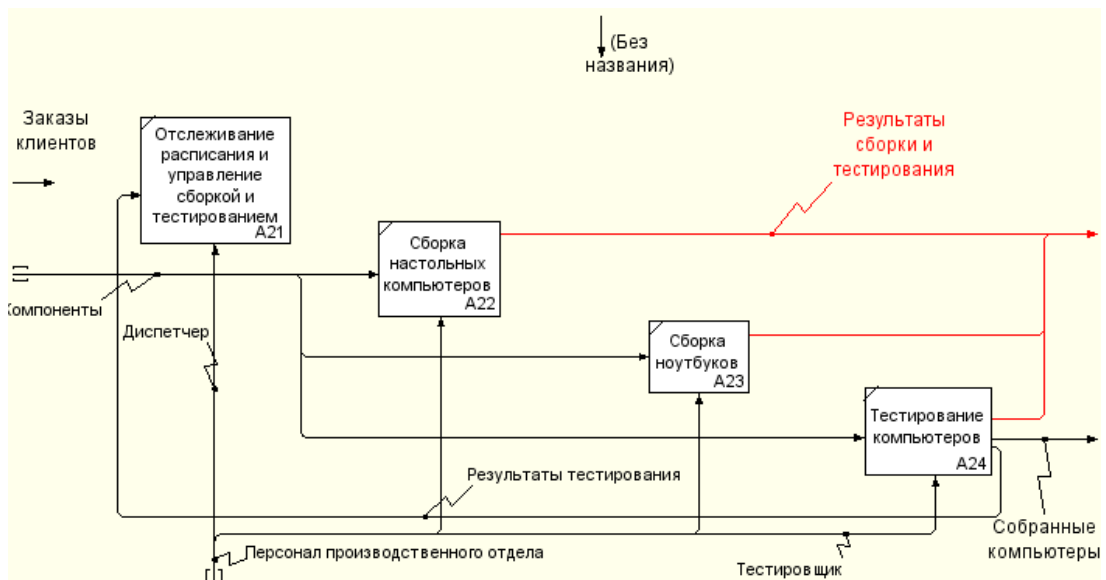 (Без
названия)
Заказы
клиентов
Отслеживание
расписания и
управление
сборкой и
тестированием
A21
Результаты
сборки и
тестирования
Сборка
настольных
компьютеров
A22
Компоненты
Диспетчер
Сборка
ноутбуков
A23
Тестирование
компьютеров
A24
Результаты тестирования
Собранные
компьютеры
Персонал производственного отдела
Тестировщик